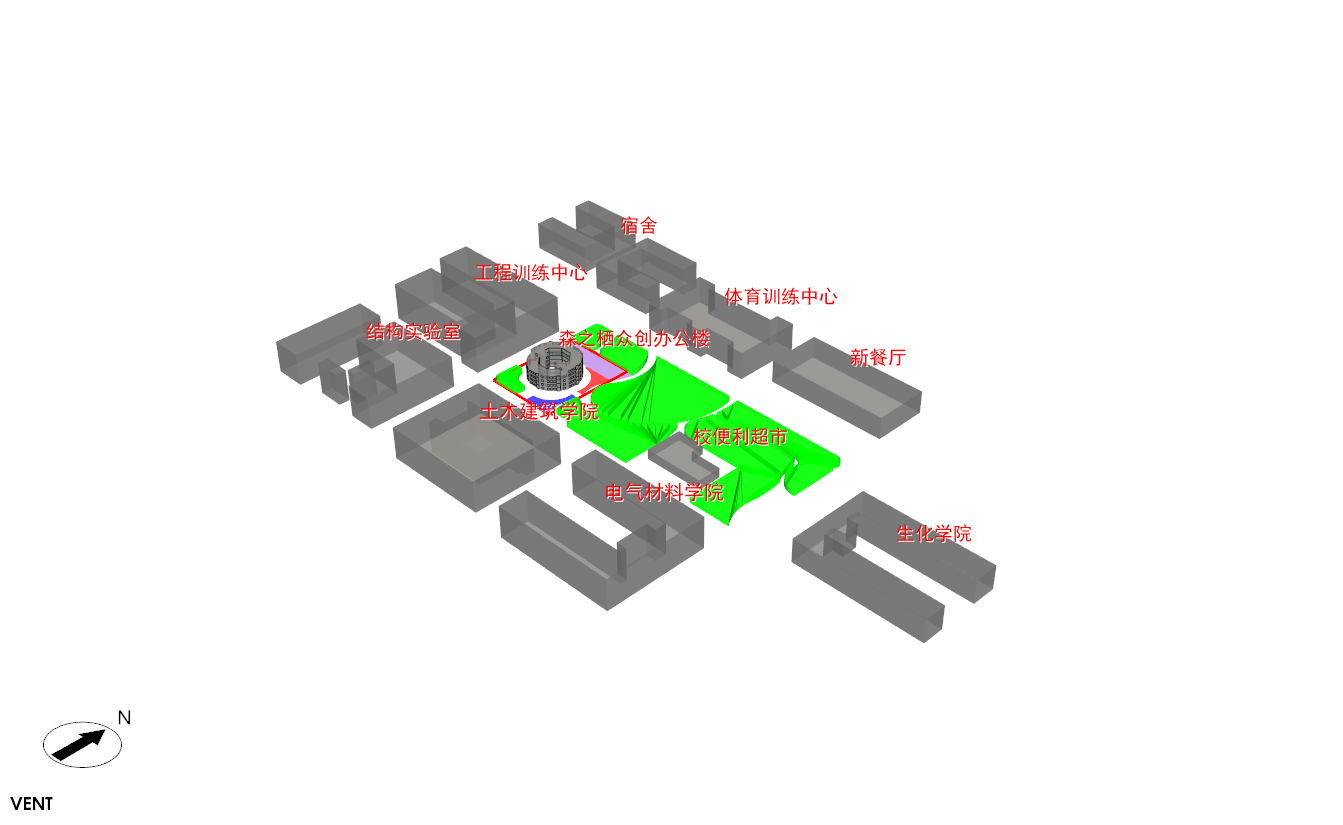 宿舍
工程训练中心
体育训练中心
结构实验室
森之栖众创办公楼
新餐厅
土木建筑学院
校便利超市
电气材料学院
生化学院
N
VENT